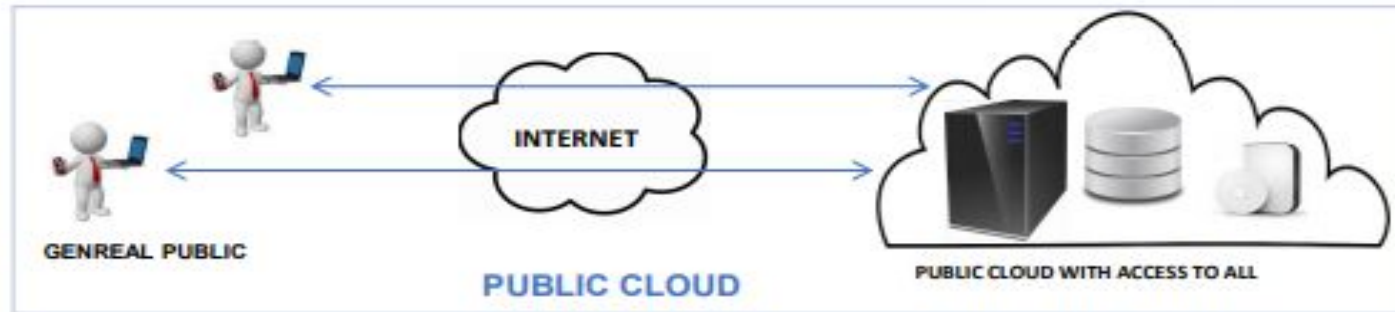 INTERNET
GENREAL PUBLIC
PUBLIC CLOUD WITH ACCESS TO ALL
PUBLIC CLOUD